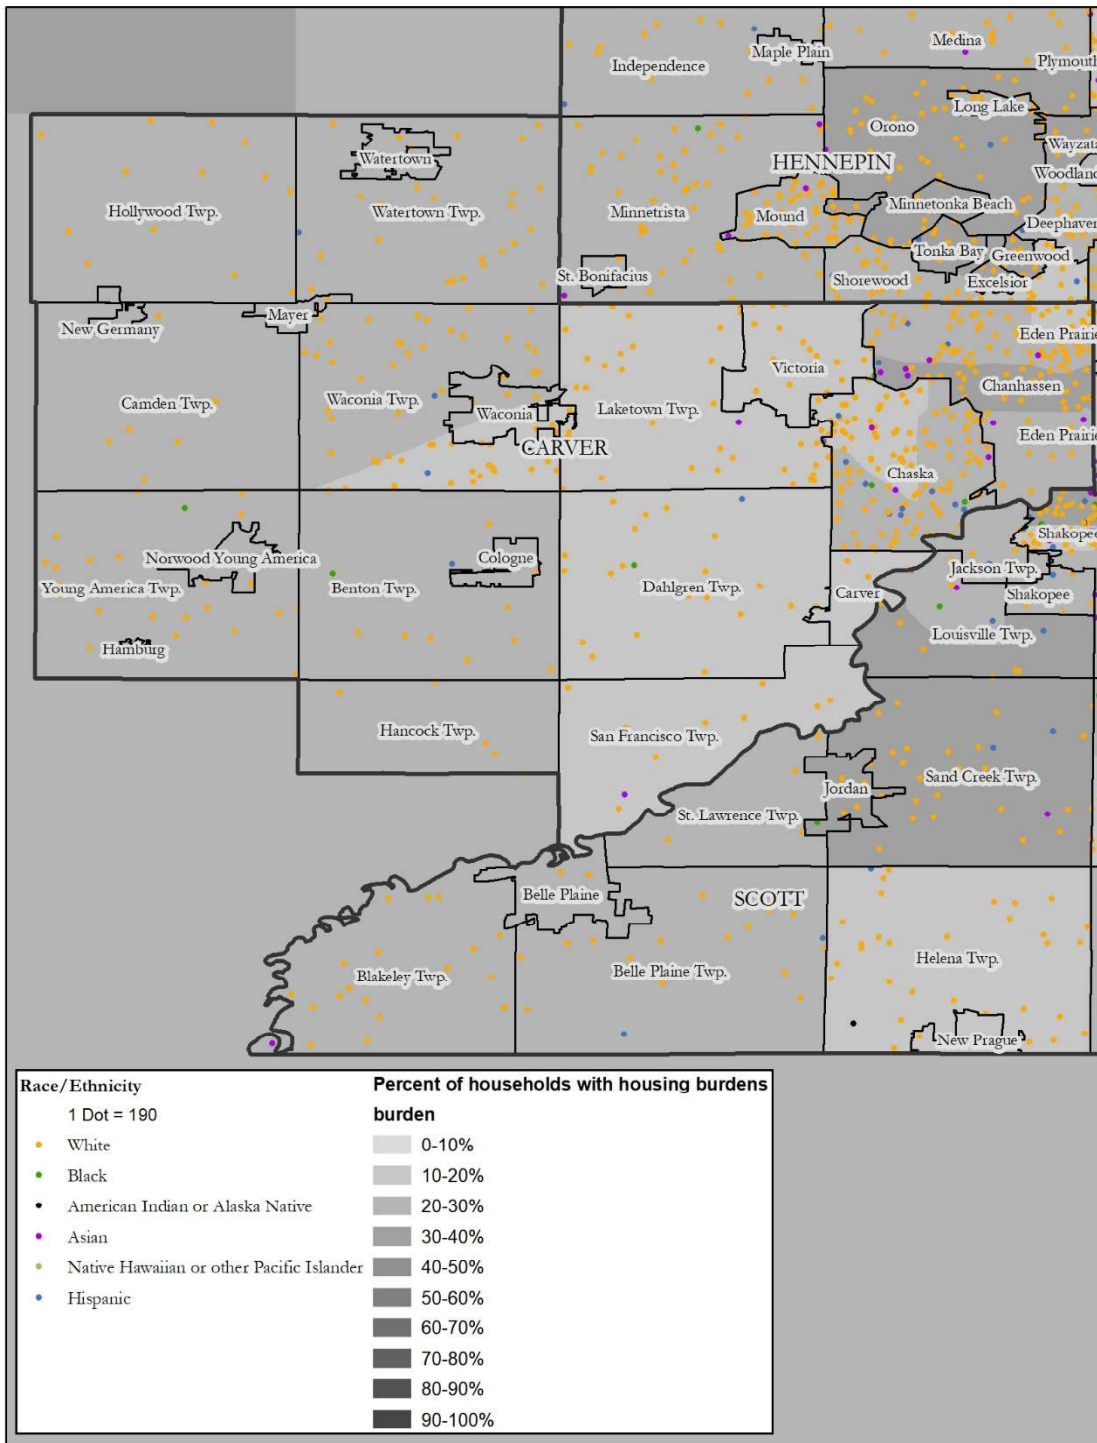 Maple Plain
Medina
Independence
Plymouth
Long Lake
Orono
Watertown
HENNEPIN
Wayzata
Woodland
Hollywood Twp.
Watertown Twp.
Minnetrista
Mound
Minnetonka Beach
Deephaven
Tonka Bay
Greenwood
St. Bonifacius
Shorewood
Excelsior
New Germany
Mayer
Eden Prairie
Victoria
Chanhassen
Camden Twp.
Waconia Twp.
Waconia
Laketown Twp.
CARVER
Eden Prairie
Chaska
Shakopee
Norwood Young America
Cologne
Young America Twp.
Benton Twp.
Dahlgren Twp.
Carver
Jackson Twp.
Shakopee
Louisville Twp.
Hamburg
Hancock Twp.
San Francisco Twp.
Jordan
Sand Creek Twp.
St. Lawrence Twp.
Belle Plaine
SCOTT
Blakeley Twp.
Belle Plaine Twp.
Helena Twp.
New Prague
Race/Ethnicity
1 Dot = 190
White
Black
American Indian or Alaska Native
Asian
Native Hawaiian or other Pacific Islander
Hispanic
Percent of households with housing burdens
burden
0-10%
10-20%
20-30%
30-40%
40-50%
50-60%
60-70%
70-80%
80-90%
90-100%